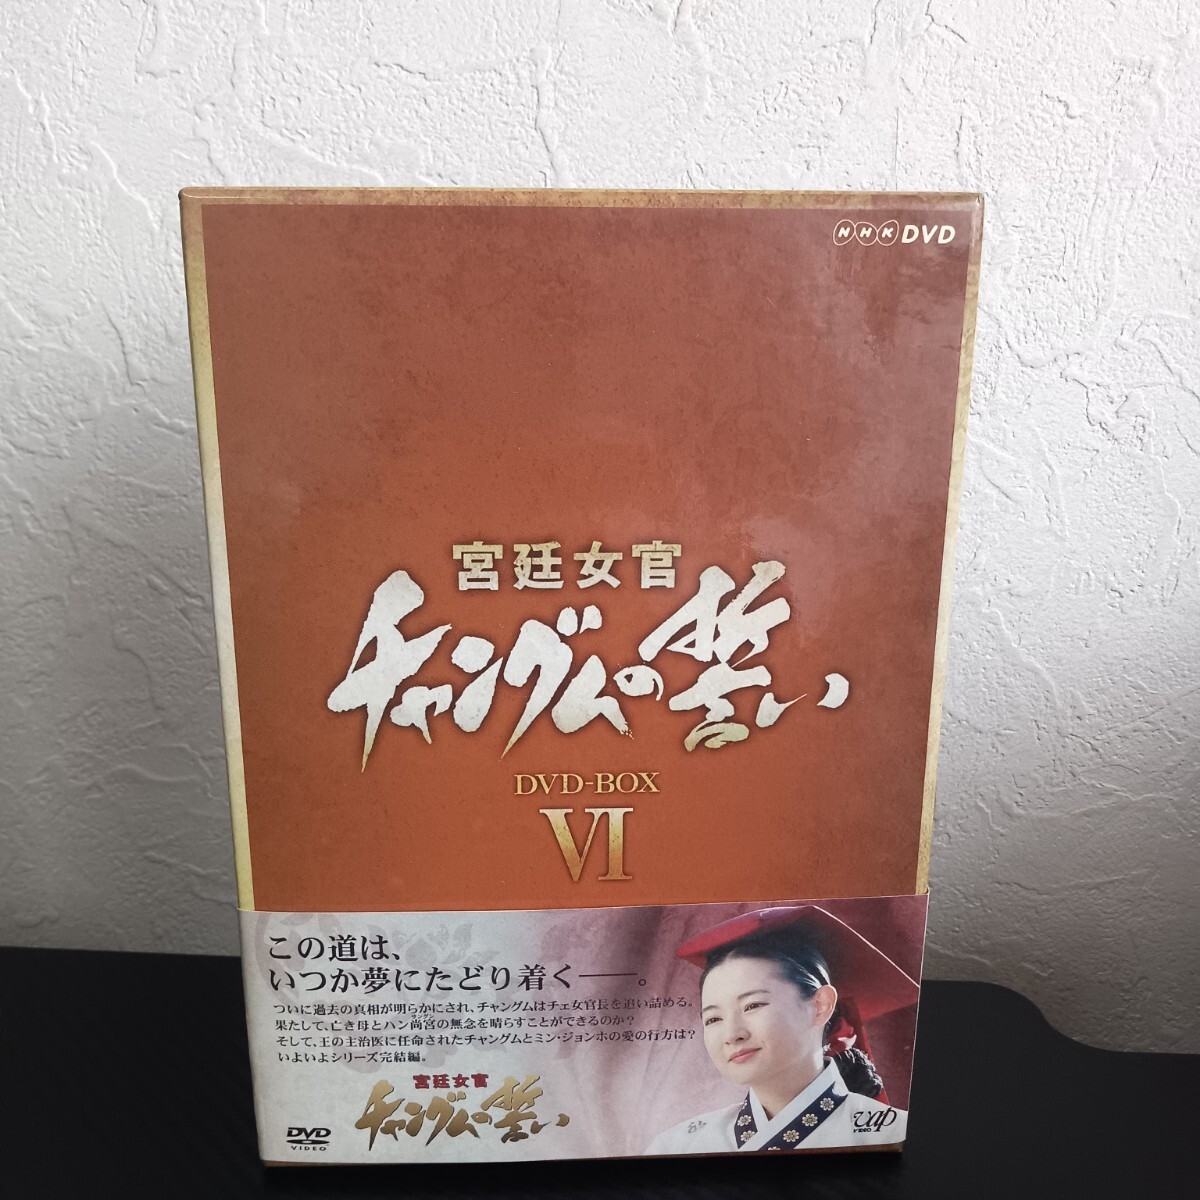 NHK DVD
宮廷女官
チャングムの誓い
DVD-BOX
VI
この道は、
いつか夢にたどり着く──。
ついに過去の真相が明らかにされ、チャングムはチェ女官長を追い詰める。
果たして、亡き母とハン尚宮の無念を晴らすことができるのか?
サングン
そして、王の主治医に任命されたチャングムとミン・ジョンホの愛の行方は?
いよいよシリーズ完結編。
宮廷女官
チャングムの誓い
DVD
VIDEO
vap
VIDEO